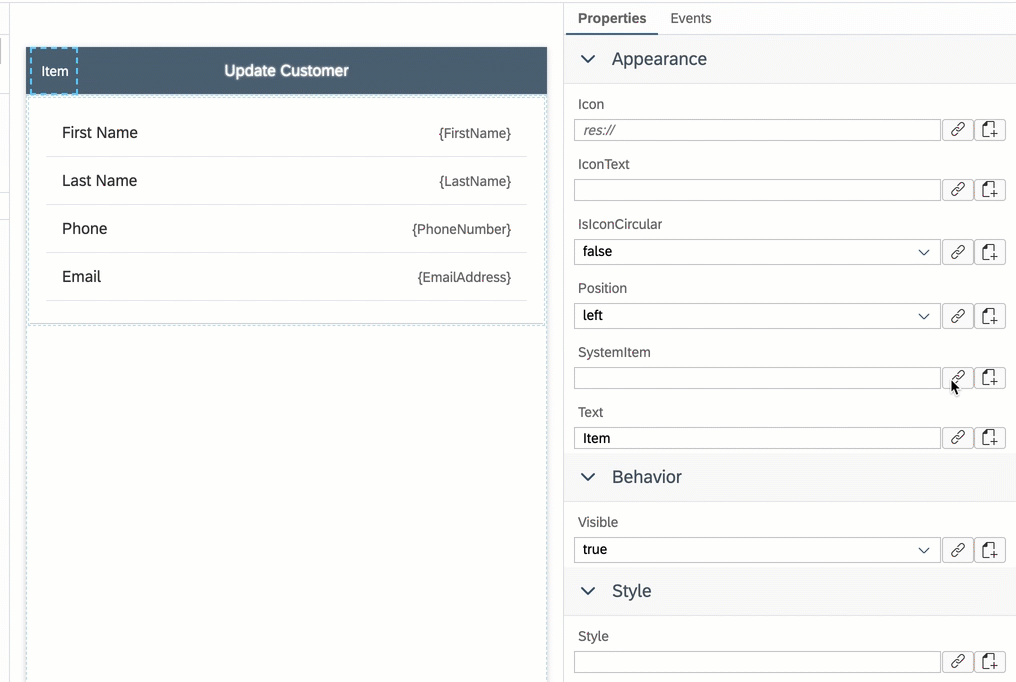 Item
Update Customer
First Name {FirstName}
Last Name {LastName}
Phone {PhoneNumber}
Email {EmailAddress}
Properties Events
Appearance
Icon
res://
IconText
IsIconCircular
false
Position
left
SystemItem
Text
Item
Behavior
Visible
true
Style
Style